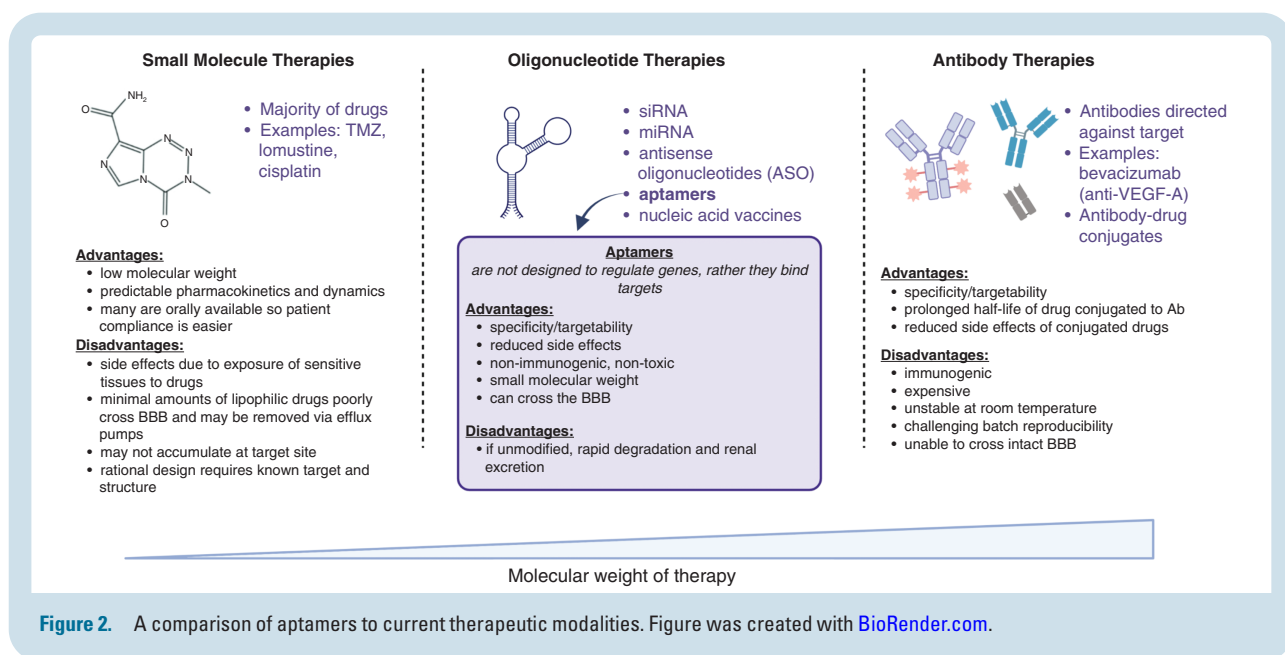 Small Molecule Therapies
NH2
O
N
N
N
N
N
N
O
• Majority of drugs
• Examples: TMZ,
lomustine,
cisplatin
Advantages:
• low molecular weight
• predictable pharmacokinetics and dynamics
• many are orally available so patient
compliance is easier
Disadvantages:
• side effects due to exposure of sensitive
tissues to drugs
• minimal amounts of lipophilic drugs poorly
cross BBB and may be removed via efflux
pumps
• may not accumulate at target site
• rational design requires known target and
structure
Oligonucleotide Therapies
• siRNA
• miRNA
• antisense
oligonucleotides (ASO)
• aptamers
• nucleic acid vaccines
Aptamers
are not designed to regulate genes, rather they bind
targets
Advantages:
• specificity/targetability
• reduced side effects
• non-immunogenic, non-toxic
• small molecular weight
• can cross the BBB
Disadvantages:
• if unmodified, rapid degradation and renal
excretion
Antibody Therapies
• Antibodies directed
against target
• Examples:
bevacizumab
(anti-VEGF-A)
• Antibody-drug
conjugates
Advantages:
• specificity/targetability
• prolonged half-life of drug conjugated to Ab
• reduced side effects of conjugated drugs
Disadvantages:
• immunogenic
• expensive
• unstable at room temperature
• challenging batch reproducibility
• unable to cross intact BBB
Molecular weight of therapy
Figure 2. A comparison of aptamers to current therapeutic modalities. Figure was created with BioRender.com.